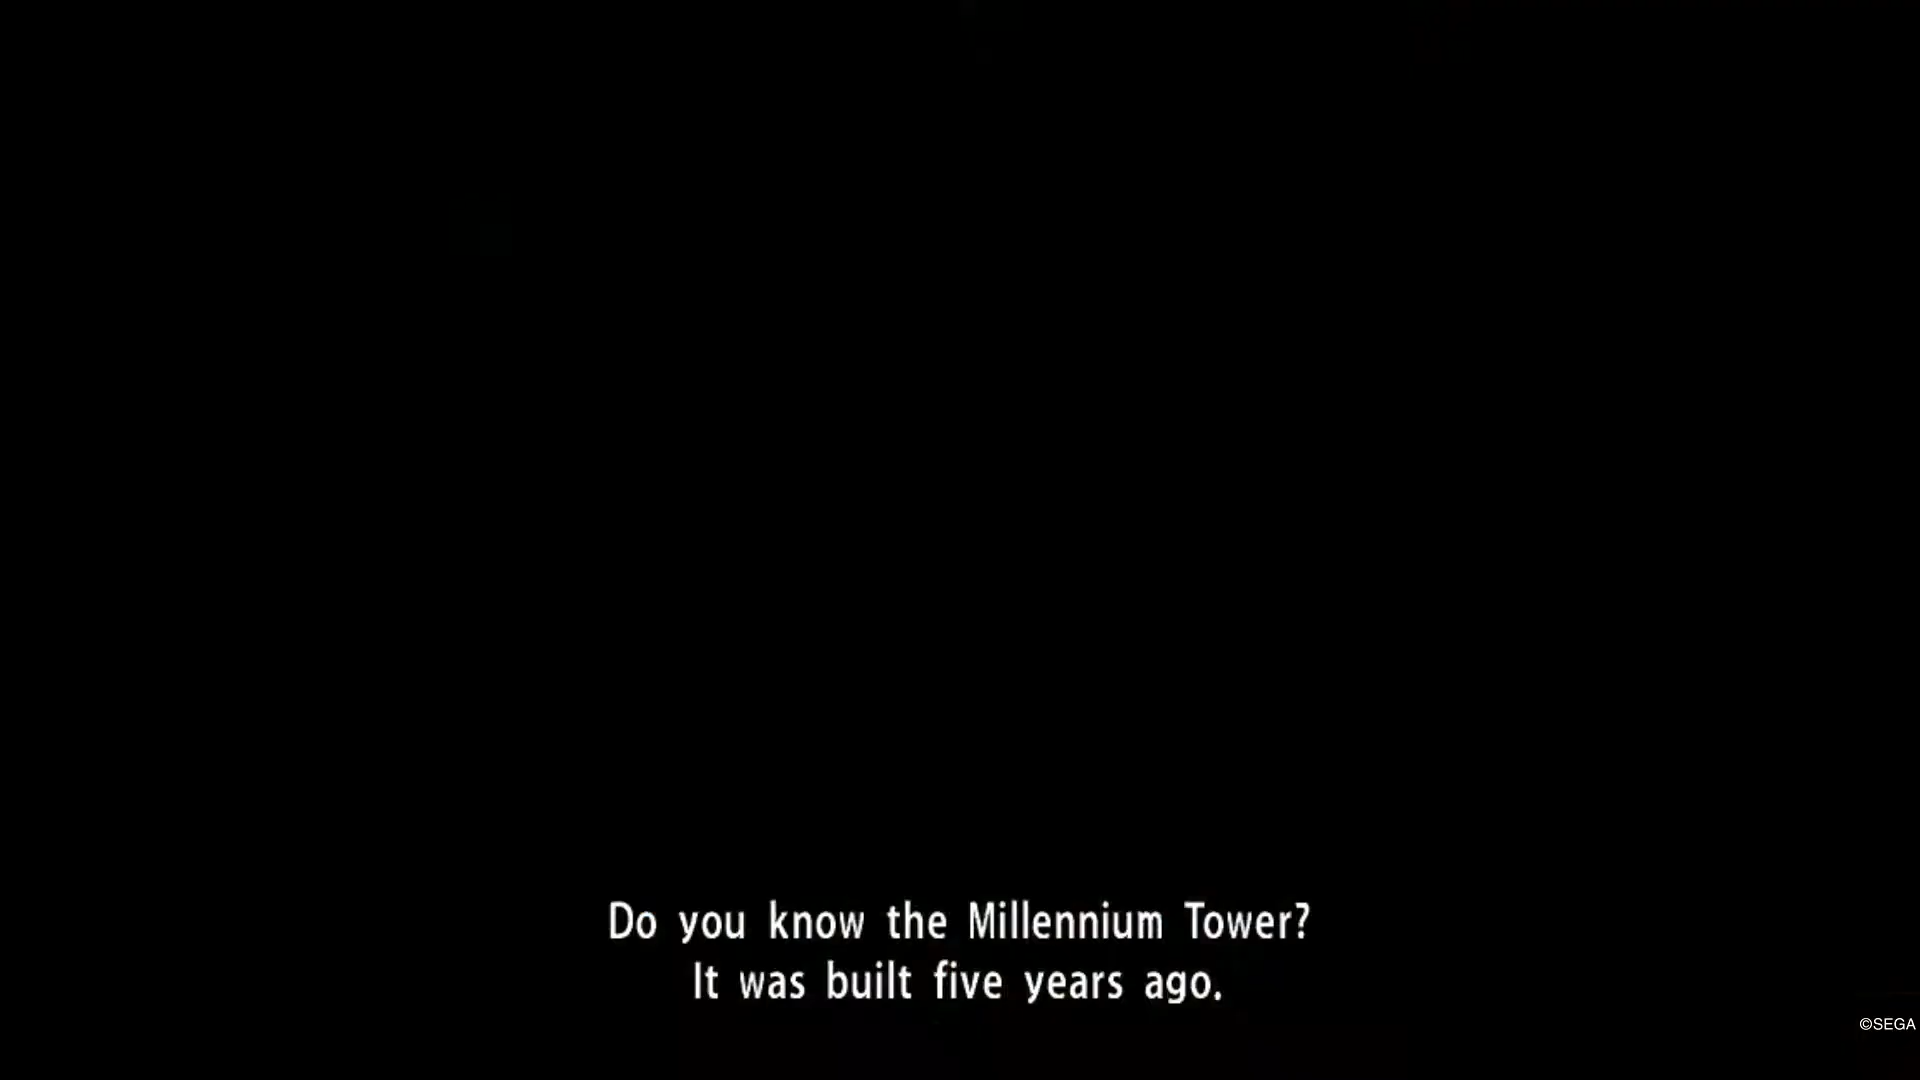 Do you know the Millennium Tower?
It was built five years ago.
©SEGA